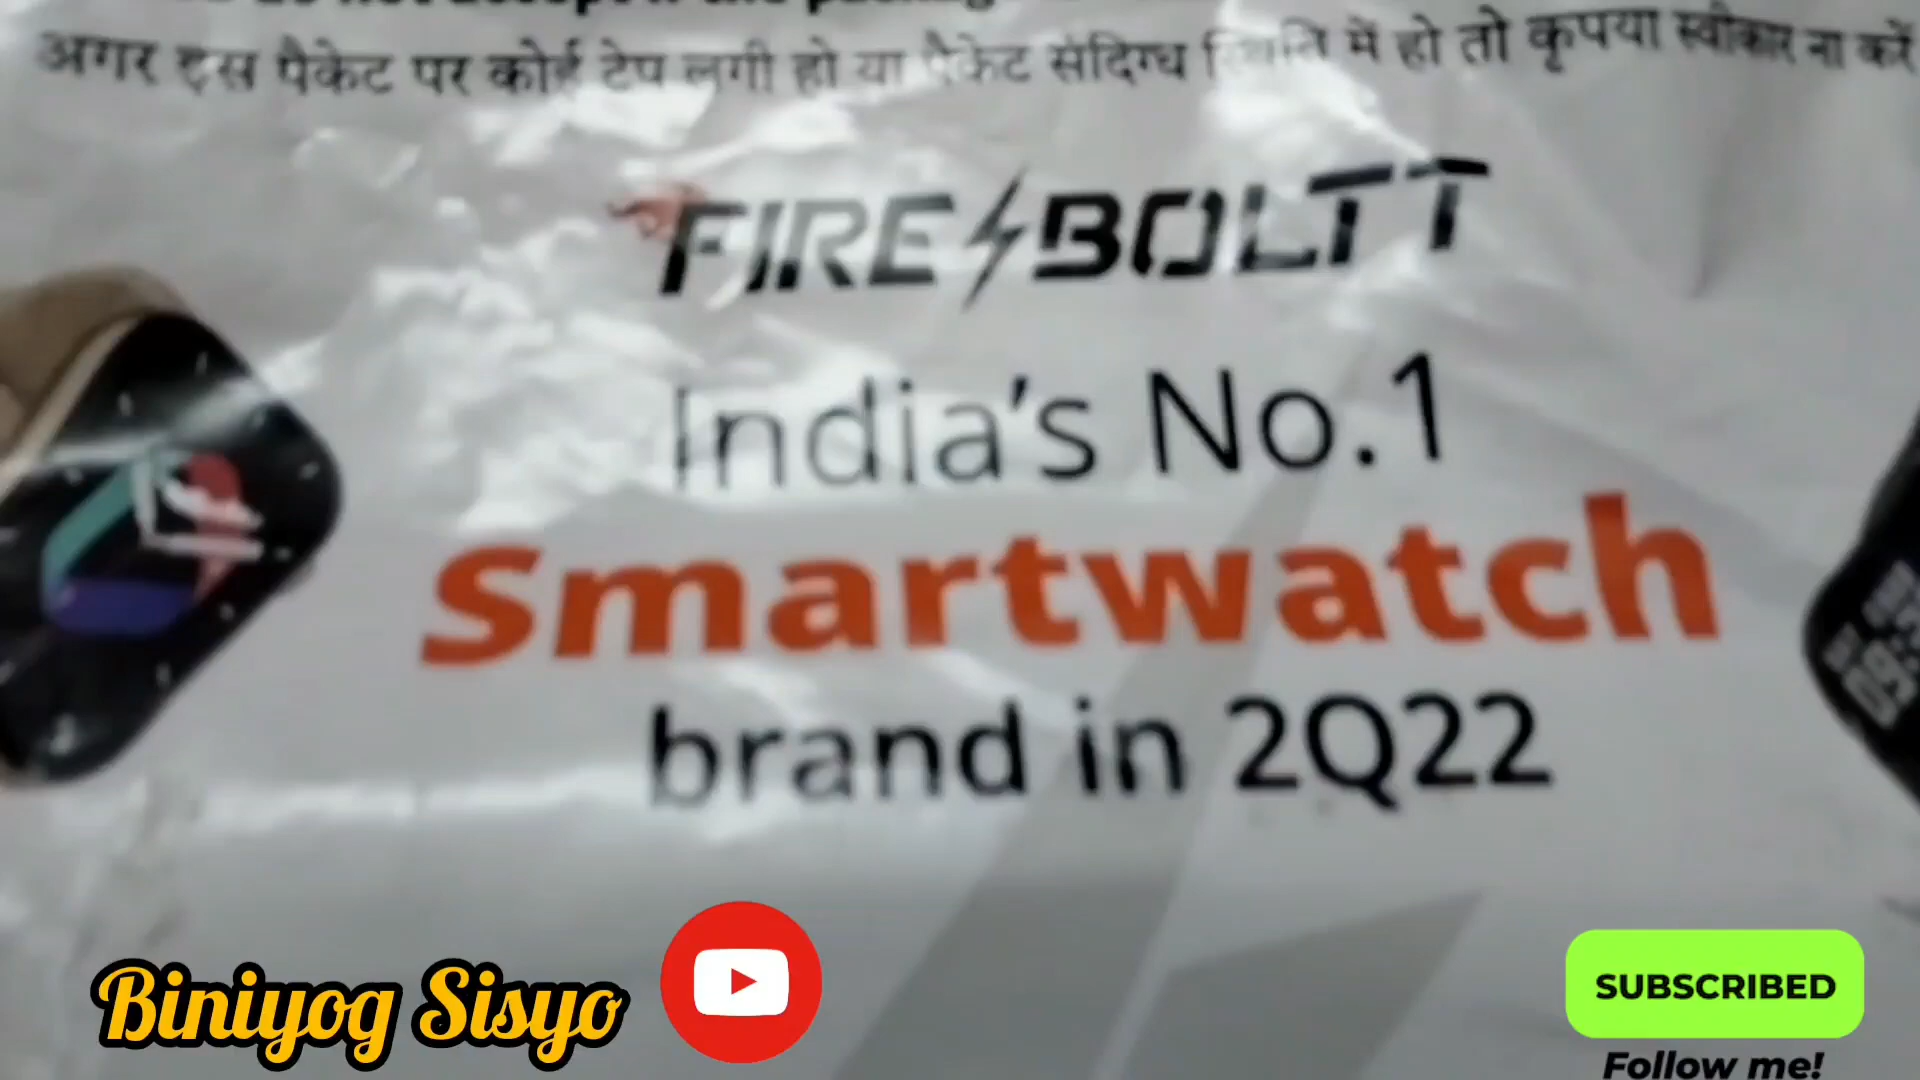 अगर इस पैकेट पर कोई टेप लगी हो या पैकेट संदिग्ध स्थिति में हो तो कृपया स्वीकार ना करें
FIRE BOLTT
India's No.1
Smartwatch
brand in 2Q22
Biniyog Sisyo
SUBSCRIBED
Follow me!